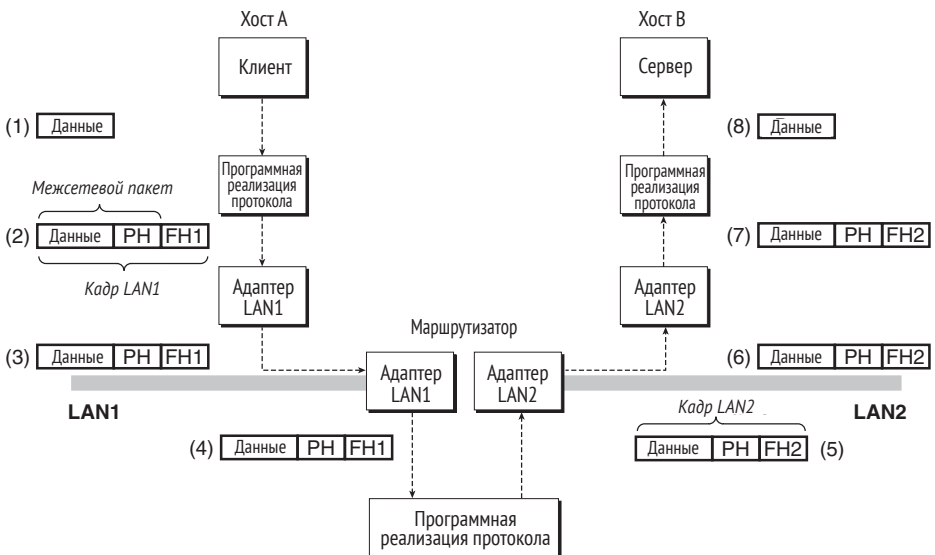 Хост А
Хост В
Клиент
Сервер
(1) Данные
(8) Данные
Программная
реализация
протокола
Программная
реализация
протокола
Межсетевой пакет
(2) Данные PH FH1
Кадр LAN1
(7) Данные PH FH2
Адаптер
LAN1
Адаптер
LAN2
Маршрутизатор
(3) Данные PH FH1
(6) Данные PH FH2
Адаптер
LAN1
Адаптер
LAN2
LAN1
Кадр LAN2
LAN2
(4) Данные PH FH1
Данные PH FH2 (5)
Программная
реализация протокола